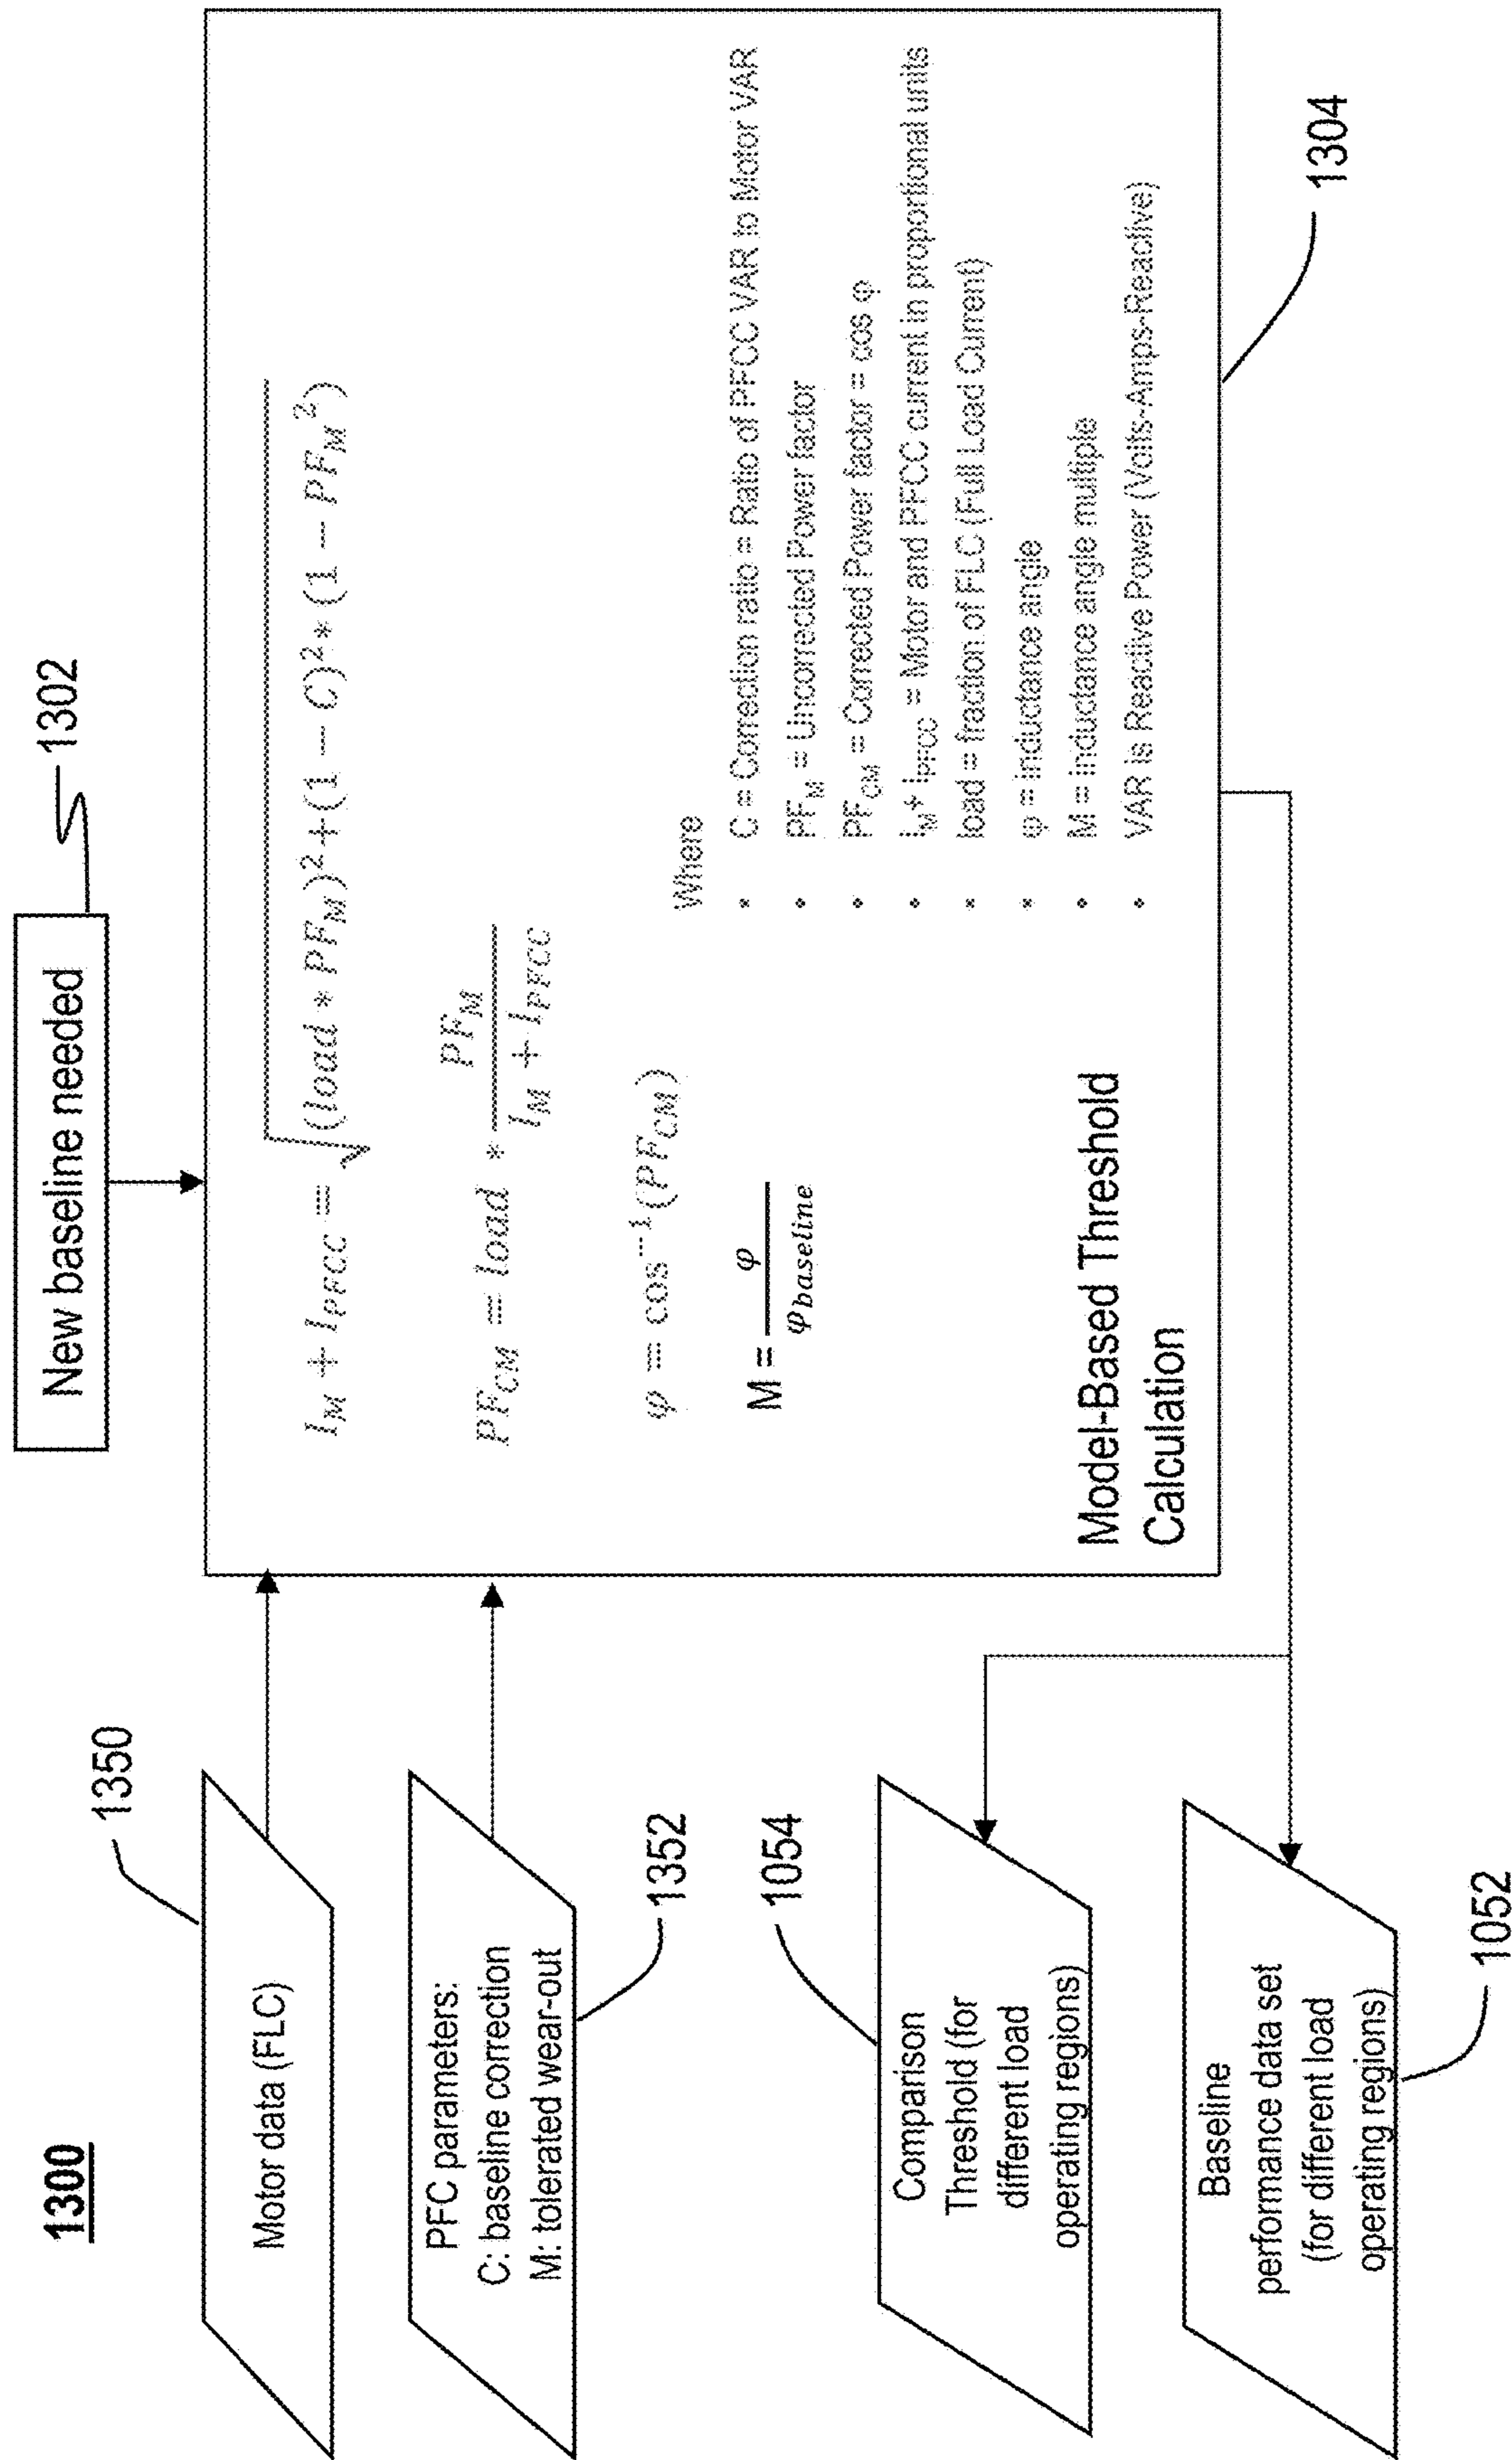 1300
New baseline needed
1302
Motor data (FLC)
1350
PFC parameters:
C: baseline correction
M: tolerated wear-out
1352
I_M + I_PFCC = √((load * PF_M)² + (1 − C)² * (1 − PF_M²))
PF_CM = load * PF_M / (I_M + I_PFCC)
φ = cos⁻¹(PF_CM)
M = φ / φ_baseline
Where
• C = Correction ratio = Ratio of PFCC VAR to Motor VAR
• PF_M = Uncorrected Power factor
• PF_CM = Corrected Power factor = cos φ
• I_M + I_PFCC = Motor and PFCC current in proportional units
• load = fraction of FLC (Full Load Current)
• φ = inductance angle
• M = inductance angle multiple
• VAR is Reactive Power (Volts-Amps-Reactive)
Model-Based Threshold
Calculation
1304
Comparison
Threshold (for
different load
operating regions)
1054
Baseline
performance data set
(for different load
operating regions)
1052